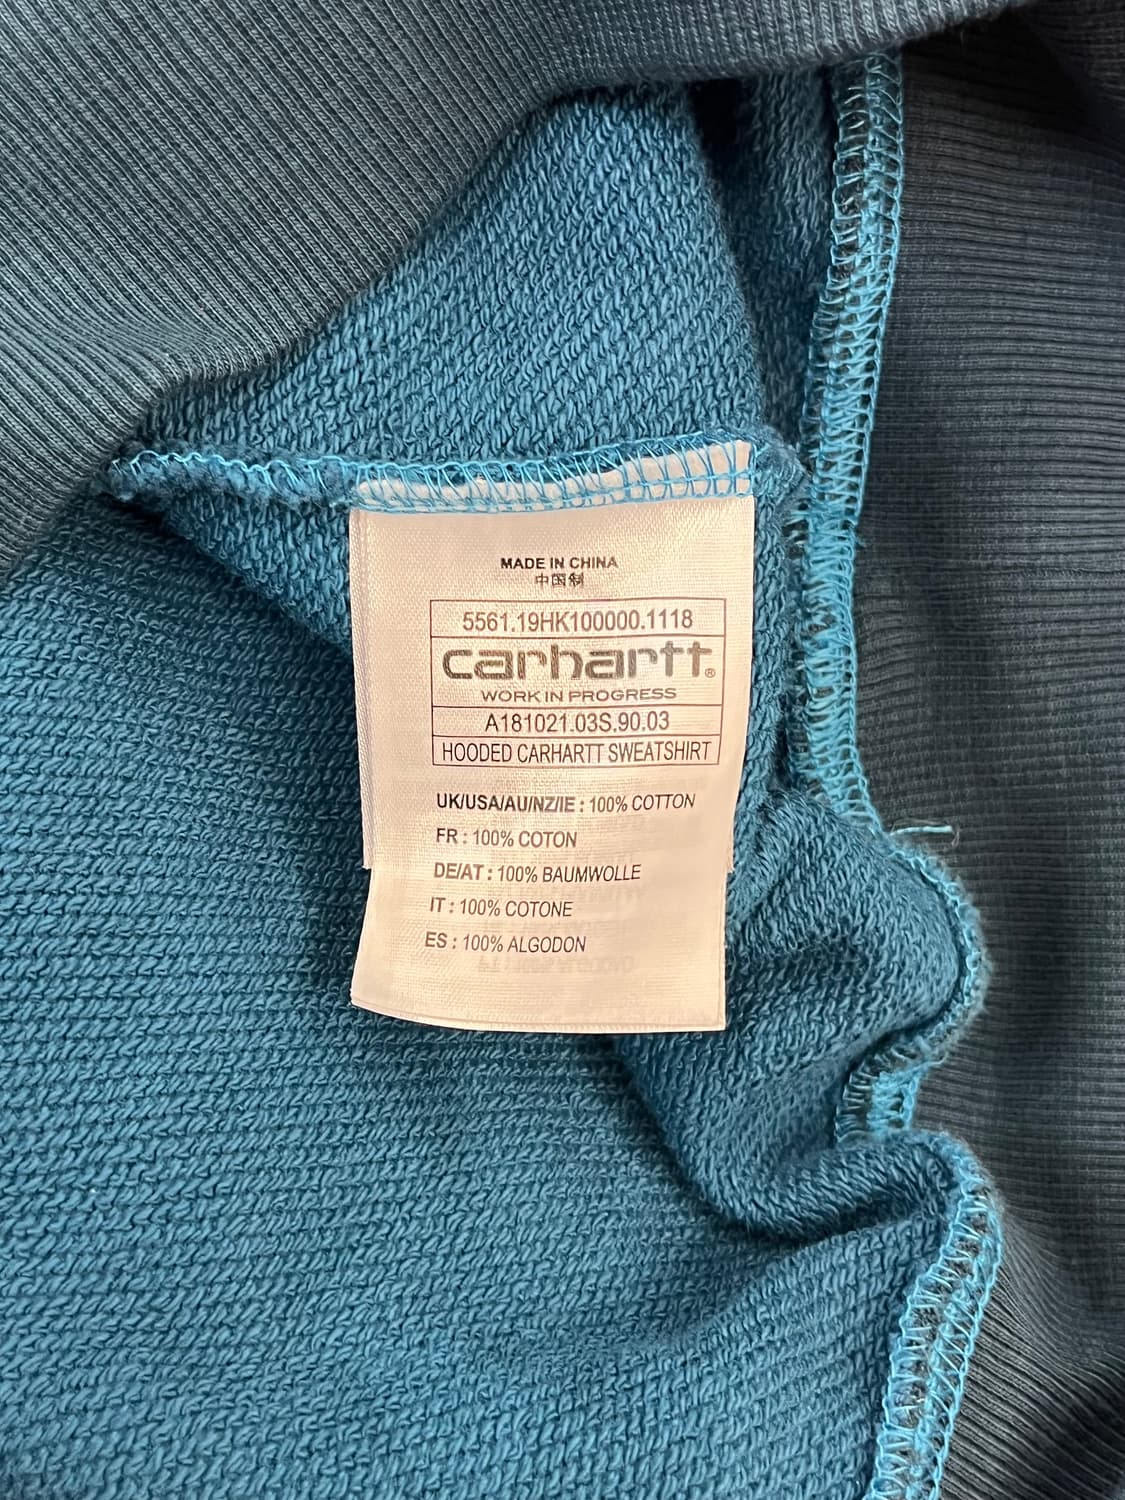 MADE IN CHINA
中国制
5561.19HK100000.1118
carhartt®
WORK IN PROGRESS
A181021.03S.90.03
HOODED CARHARTT SWEATSHIRT
UK/USA/AU/NZ/IE : 100% COTTON
FR : 100% COTON
DE/AT : 100% BAUMWOLLE
IT : 100% COTONE
ES : 100% ALGODON